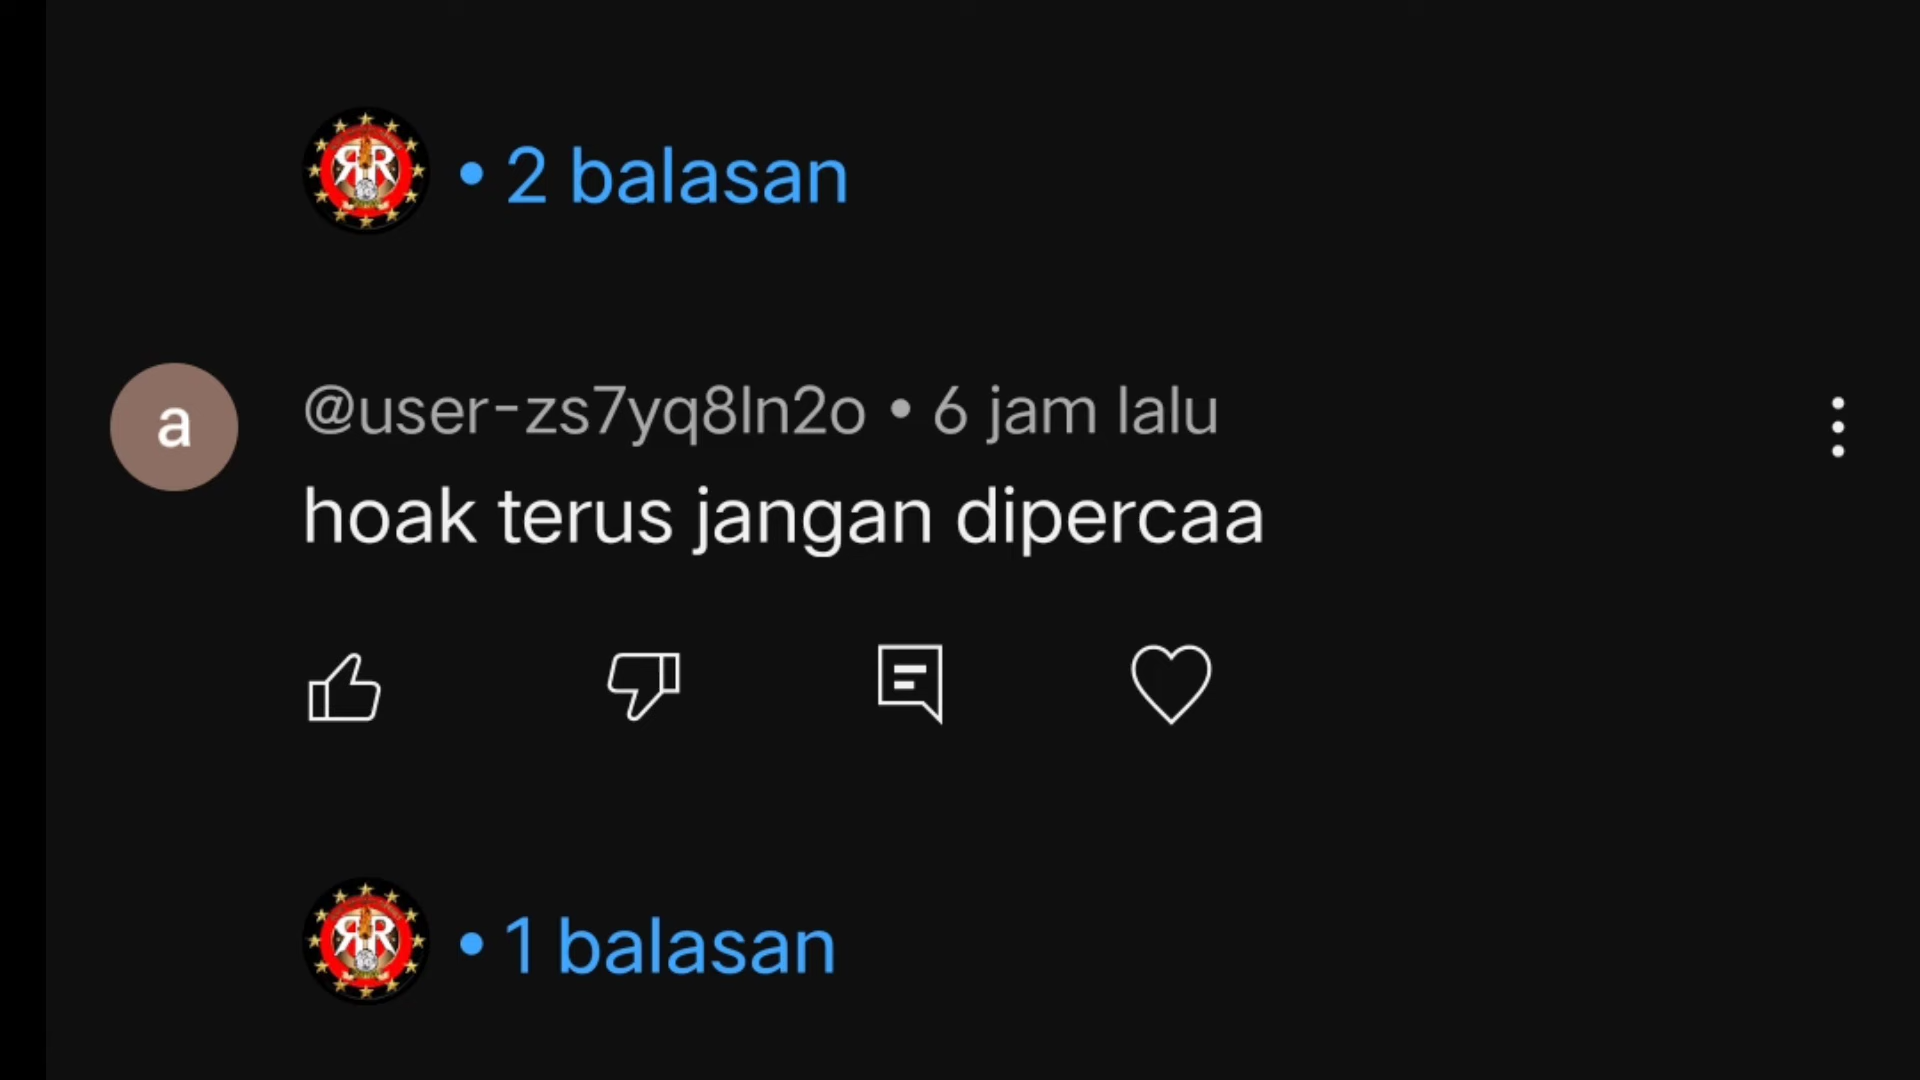 • 2 balasan
a
@user-zs7yq8ln2o • 6 jam lalu
hoak terus jangan dipercaa
• 1 balasan